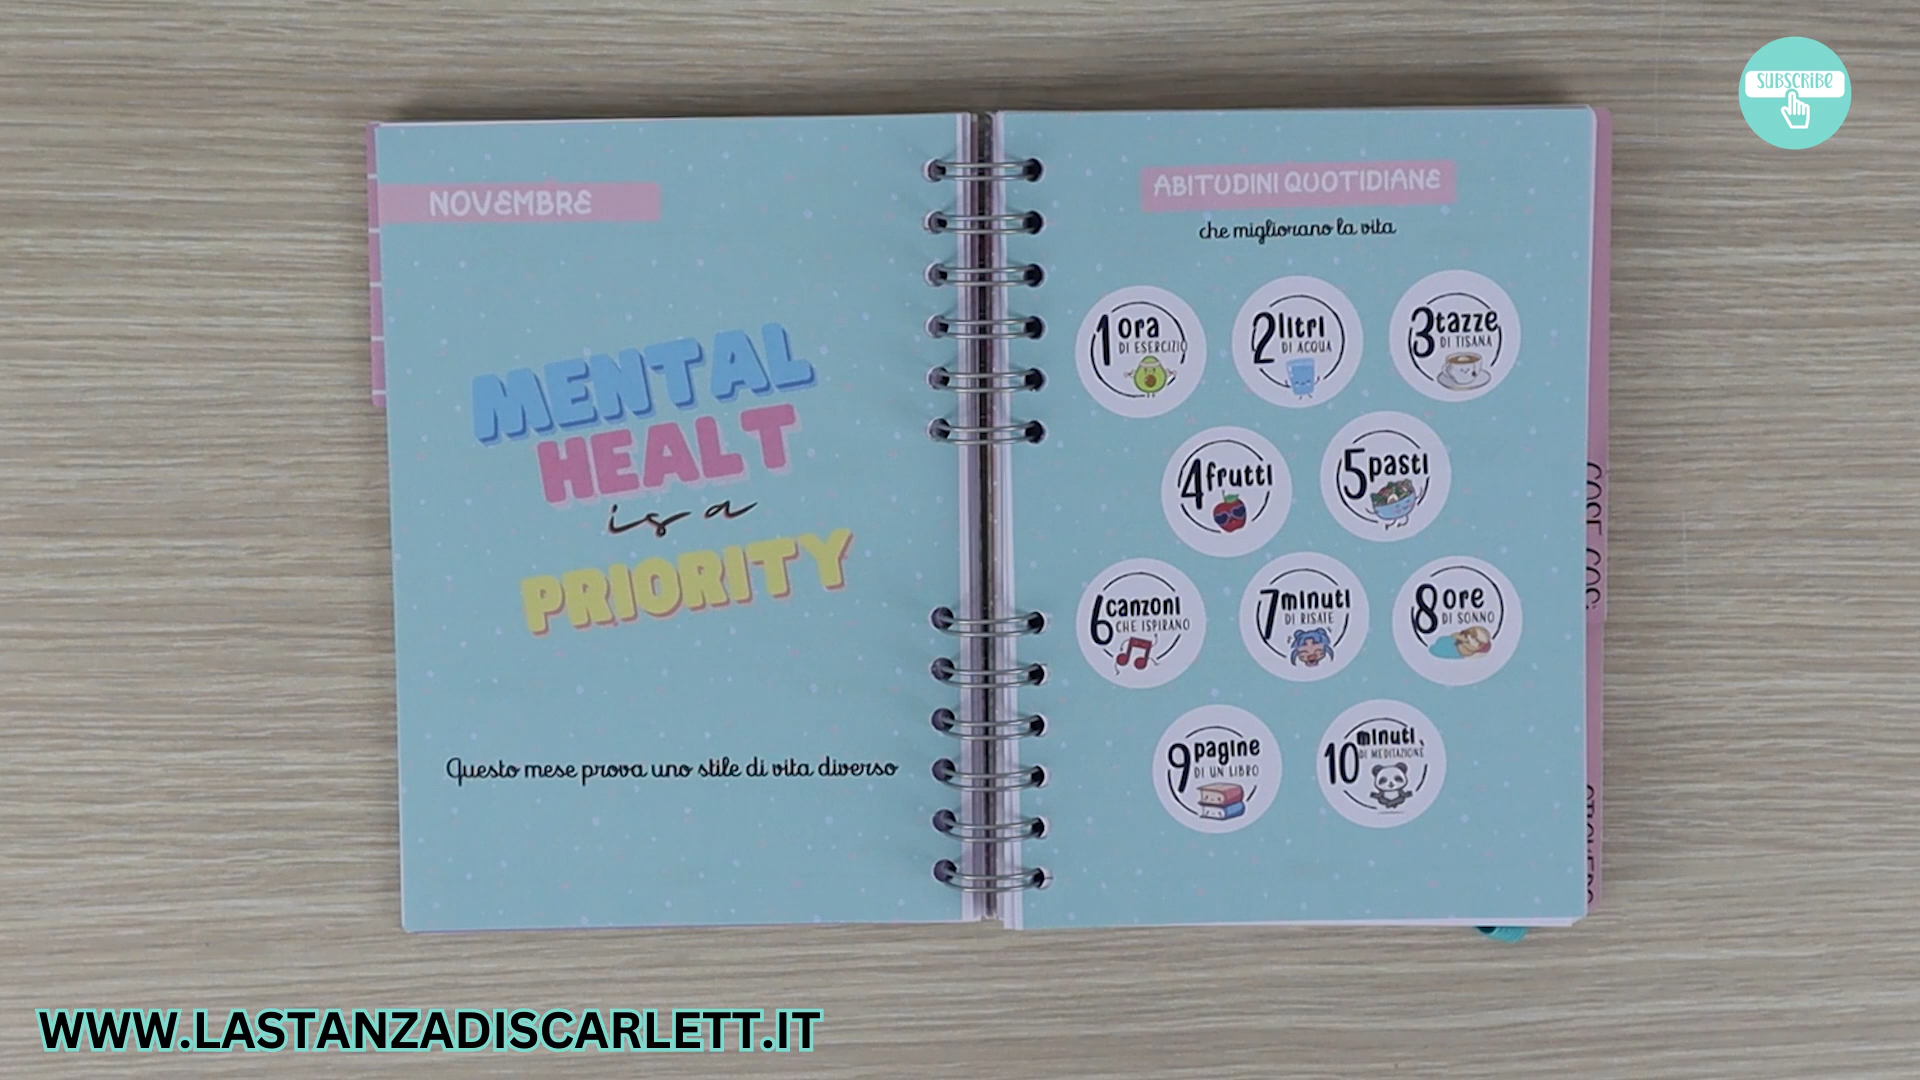 SUBSCRIBE
NOVEMBRE
MENTAL
HEALT
is a
PRIORITY
Questo mese prova uno stile di vita diverso
ABITUDINI QUOTIDIANE
che migliorano la vita
1 ora
DI ESERCIZIO
2 litri
DI ACQUA
3 tazze
DI TISANA
4 frutti
5 pasti
6 canzoni
CHE ISPIRANO
7 minuti
DI RISATE
8 ore
DI SONNO
9 pagine
DI UN LIBRO
10 minuti
DI MEDITAZIONE
WWW.LASTANZADISCARLETT.IT